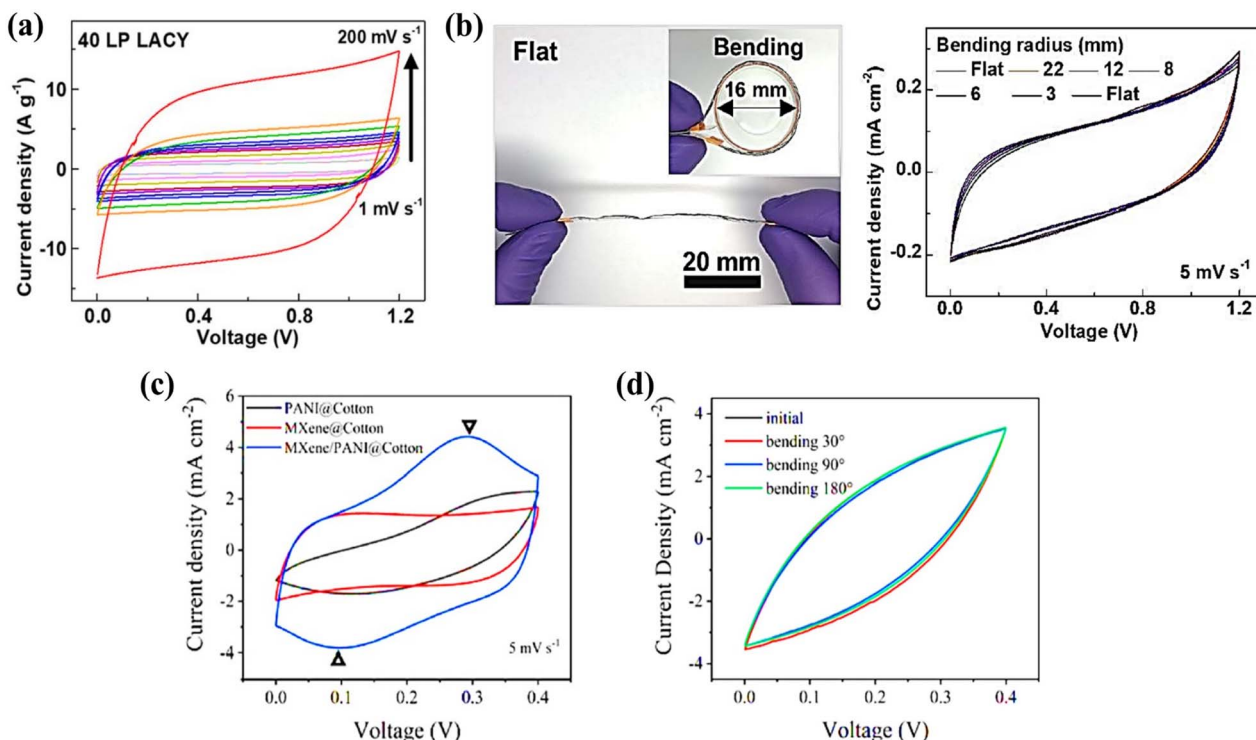 (a)
40 LP LACY
200 mV s⁻¹
1 mV s⁻¹
Current density (A g⁻¹)
10
0
-10
0.0 0.4 0.8 1.2
Voltage (V)
(b)
Flat
Bending
16 mm
20 mm
Bending radius (mm)
Flat 22 12 8
6 3 Flat
Current density (mA cm⁻²)
0.2
0.0
-0.2
5 mV s⁻¹
0.0 0.4 0.8 1.2
Voltage (V)
(c)
PANI@Cotton
MXene@Cotton
MXene/PANI@Cotton
Current density (mA cm⁻²)
6
4
2
0
-2
-4
5 mV s⁻¹
0.0 0.1 0.2 0.3 0.4
Voltage (V)
(d)
initial
bending 30°
bending 90°
bending 180°
Current Density (mA cm⁻²)
4
2
0
-2
-4
0.0 0.1 0.2 0.3 0.4
Voltage (V)